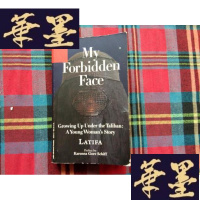 華
墨
My
Forbidden
Face
Growing Up Under the Taliban:
A Young Woman's Story
LATIFA
華
墨